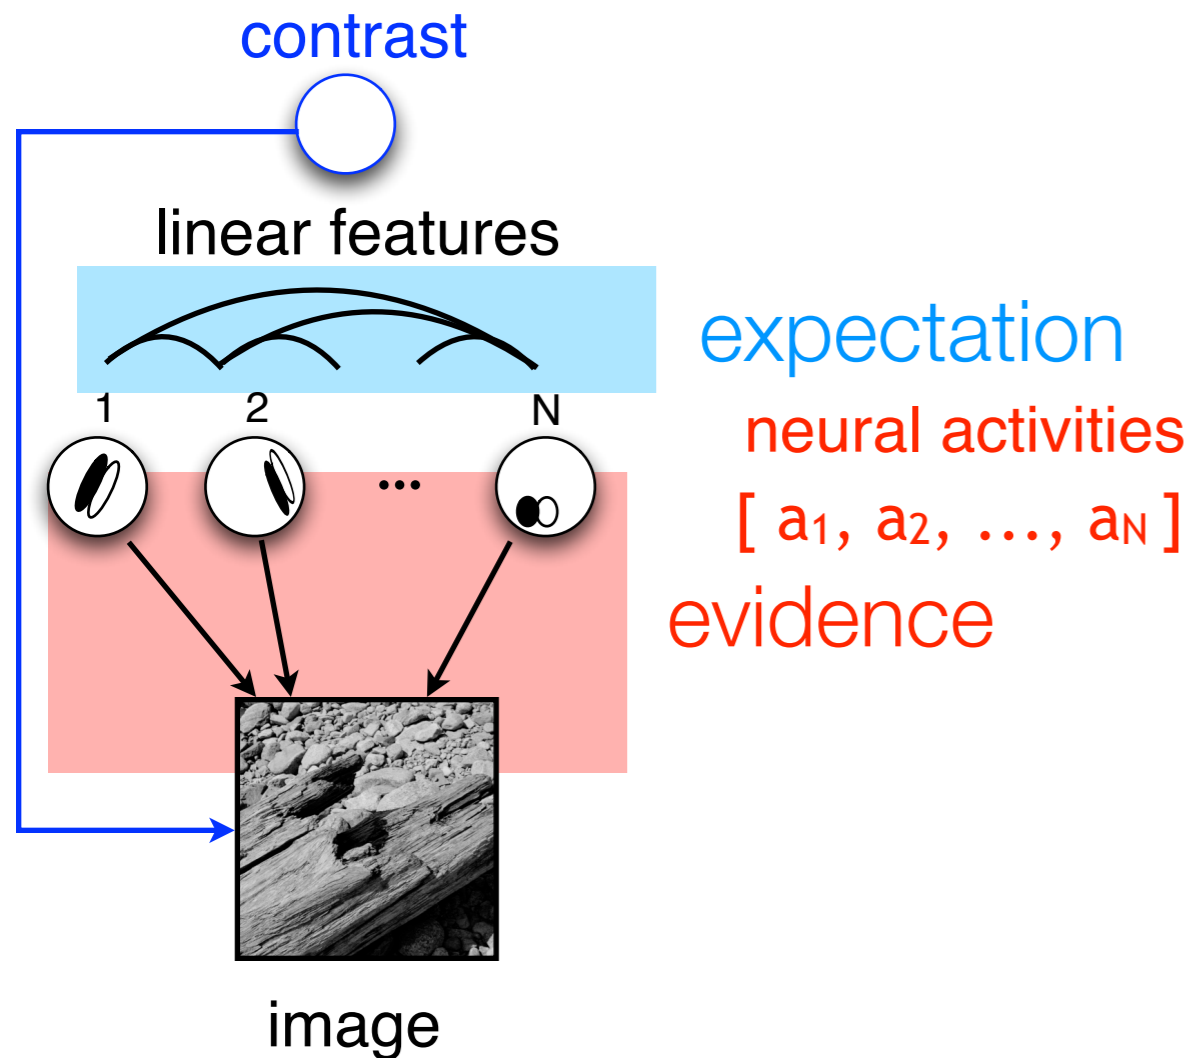 contrast
linear features
expectation
1 2 N
neural activities
...
[ a₁, a₂, ..., aN ]
evidence
image